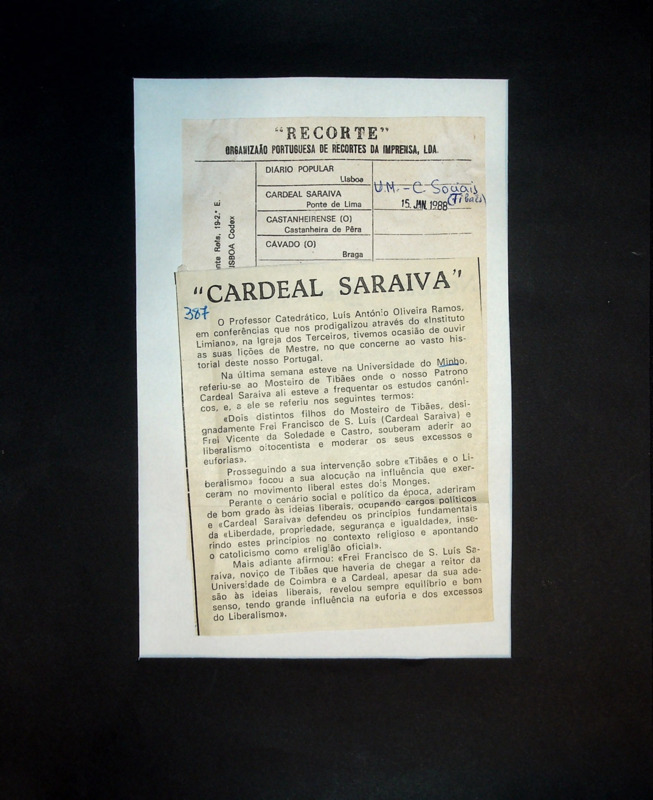 "RECORTE"
ORGANIZAÃO PORTUGUESA DE RECORTES DA IMPRENSA, LDA.
DIÁRIO POPULAR
Lisboa
CARDEAL SARAIVA
Ponte de Lima
CASTANHEIRENSE (O)
Castanheira de Pêra
CÁVADO (O)
Braga
U.M. - C. Sociais
(Tibães)
15. JAN. 1988
nte Refe. 19-2.º E.
ISBOA Codex
"CARDEAL SARAIVA"
387
O Professor Catedrático, Luís António Oliveira Ramos,
em conferências que nos prodigalizou através do «Instituto
Limiano», na Igreja dos Terceiros, tivemos ocasião de ouvir
as suas lições de Mestre, no que concerne ao vasto his-
torial deste nosso Portugal.
Na última semana esteve na Universidade do Minho,
referiu-se ao Mosteiro de Tibães onde o nosso Patrono
Cardeal Saraiva ali esteve a frequentar os estudos canóni-
cos, e, a ele se referiu nos seguintes termos:
«Dois distintos filhos do Mosteiro de Tibães, desi-
gnadamente Frei Francisco de S. Luís (Cardeal Saraiva) e
Frei Vicente da Soledade e Castro, souberam aderir ao
liberalismo oitocentista e moderar os seus excessos e
euforias».
Prosseguindo a sua intervenção sobre «Tibães e o Li-
beralismo» focou a sua alocução na influência que exer-
ceram no movimento liberal estes dois Monges.
Perante o cenário social e político da época, aderiram
de bom grado às ideias liberais, ocupando cargos políticos
e «Cardeal Saraiva» defendeu os princípios fundamentais
da «Liberdade, propriedade, segurança e igualdade», inse-
rindo estes princípios no contexto religioso e apontando
o catolicismo como «religião oficial».
Mais adiante afirmou: «Frei Francisco de S. Luís Sa-
raiva, noviço de Tibães que haveria de chegar a reitor da
Universidade de Coimbra e a Cardeal, apesar da sua ade-
são às ideias liberais, revelou sempre equilíbrio e bom
senso, tendo grande influência na euforia e dos excessos
do Liberalismo».